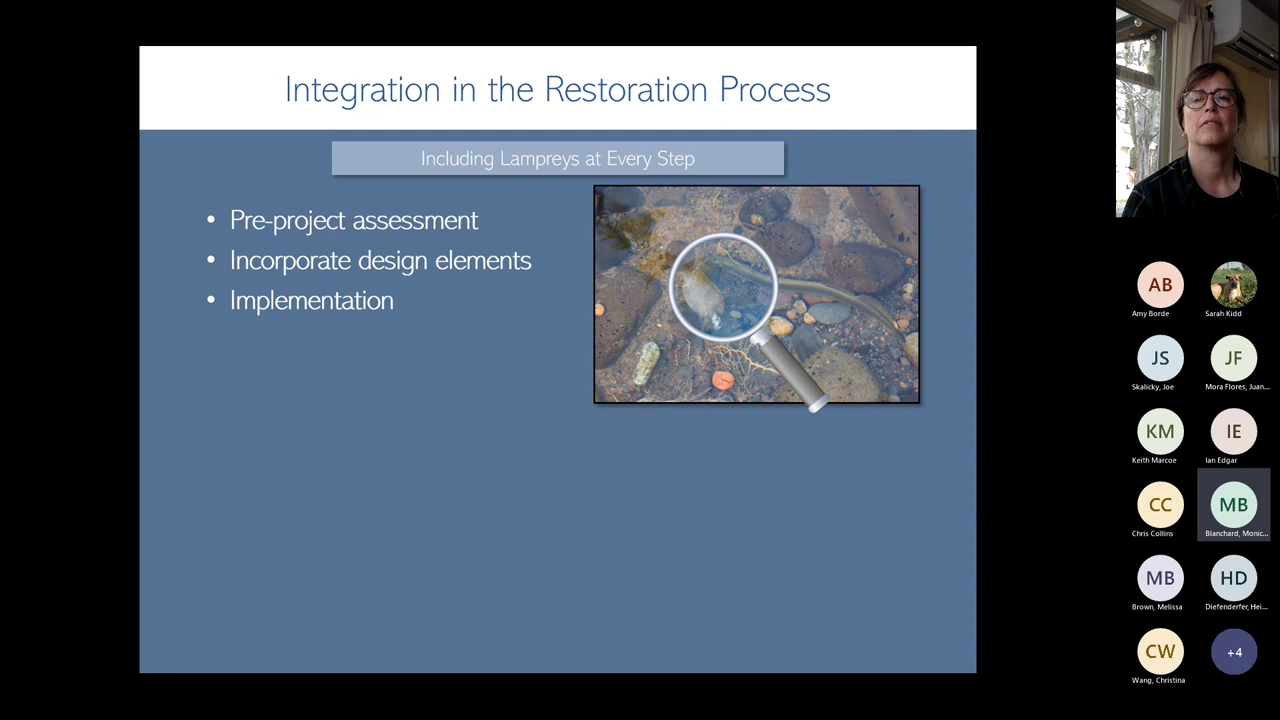 Integration in the Restoration Process
Including Lampreys at Every Step
• Pre-project assessment
• Incorporate design elements
• Implementation
AB
Amy Borde
Sarah Kidd
JS
Skalicky, Joe
JF
Mora Flores, Juan...
KM
Keith Marcoe
IE
Ian Edgar
CC
Chris Collins
MB
Blanchard, Monic...
MB
Brown, Melissa
HD
Diefenderfer, Hei...
CW
Wang, Christina
+4